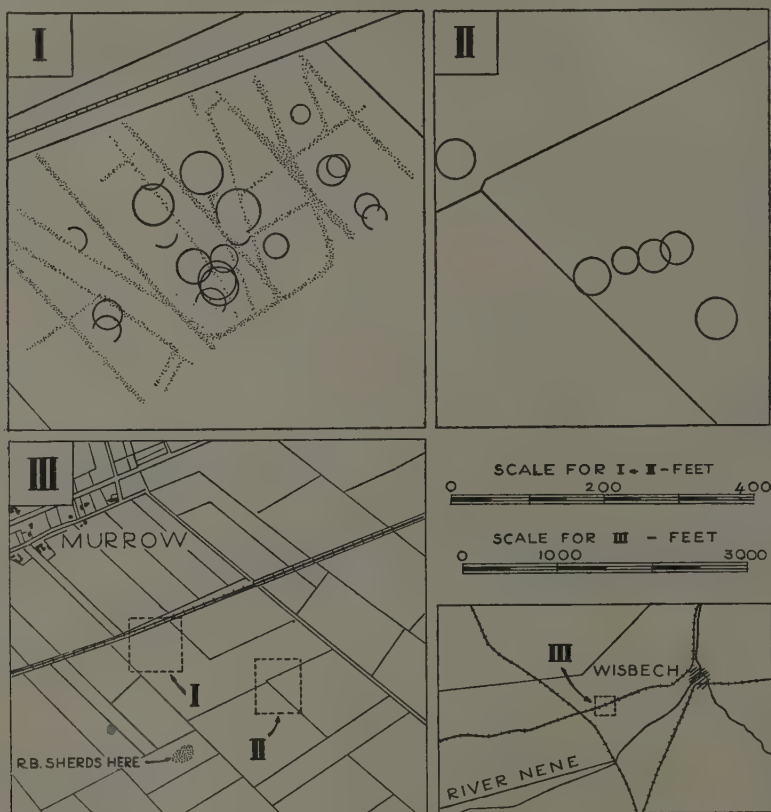 I
II
III
MURROW
I
II
R.B. SHERDS HERE
SCALE FOR I & II - FEET
0 200 400
SCALE FOR III - FEET
0 1000 3000
III
WISBECH
RIVER NENE